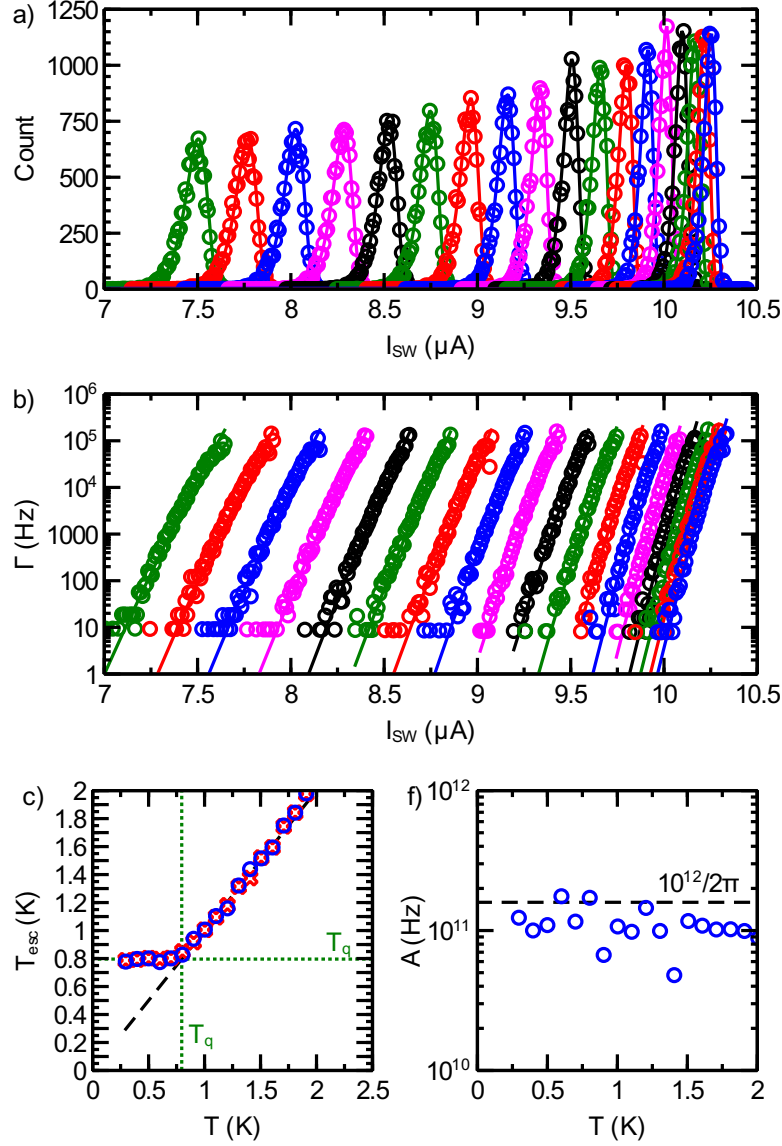 a)
1250
1000
750
500
250
0
Count
7 7.5 8 8.5 9 9.5 10 10.5
I_SW (µA)
b)
10^6
10^5
10^4
1000
100
10
1
Γ (Hz)
7 7.5 8 8.5 9 9.5 10 10.5
I_SW (µA)
c)
2
1.8
1.6
1.4
1.2
1
0.8
0.6
0.4
0.2
0
T_esc (K)
T_q
T_q
0 0.5 1 1.5 2 2.5
T (K)
f)
10^12
10^11
10^10
A (Hz)
10^12/2π
0 0.5 1 1.5 2
T (K)